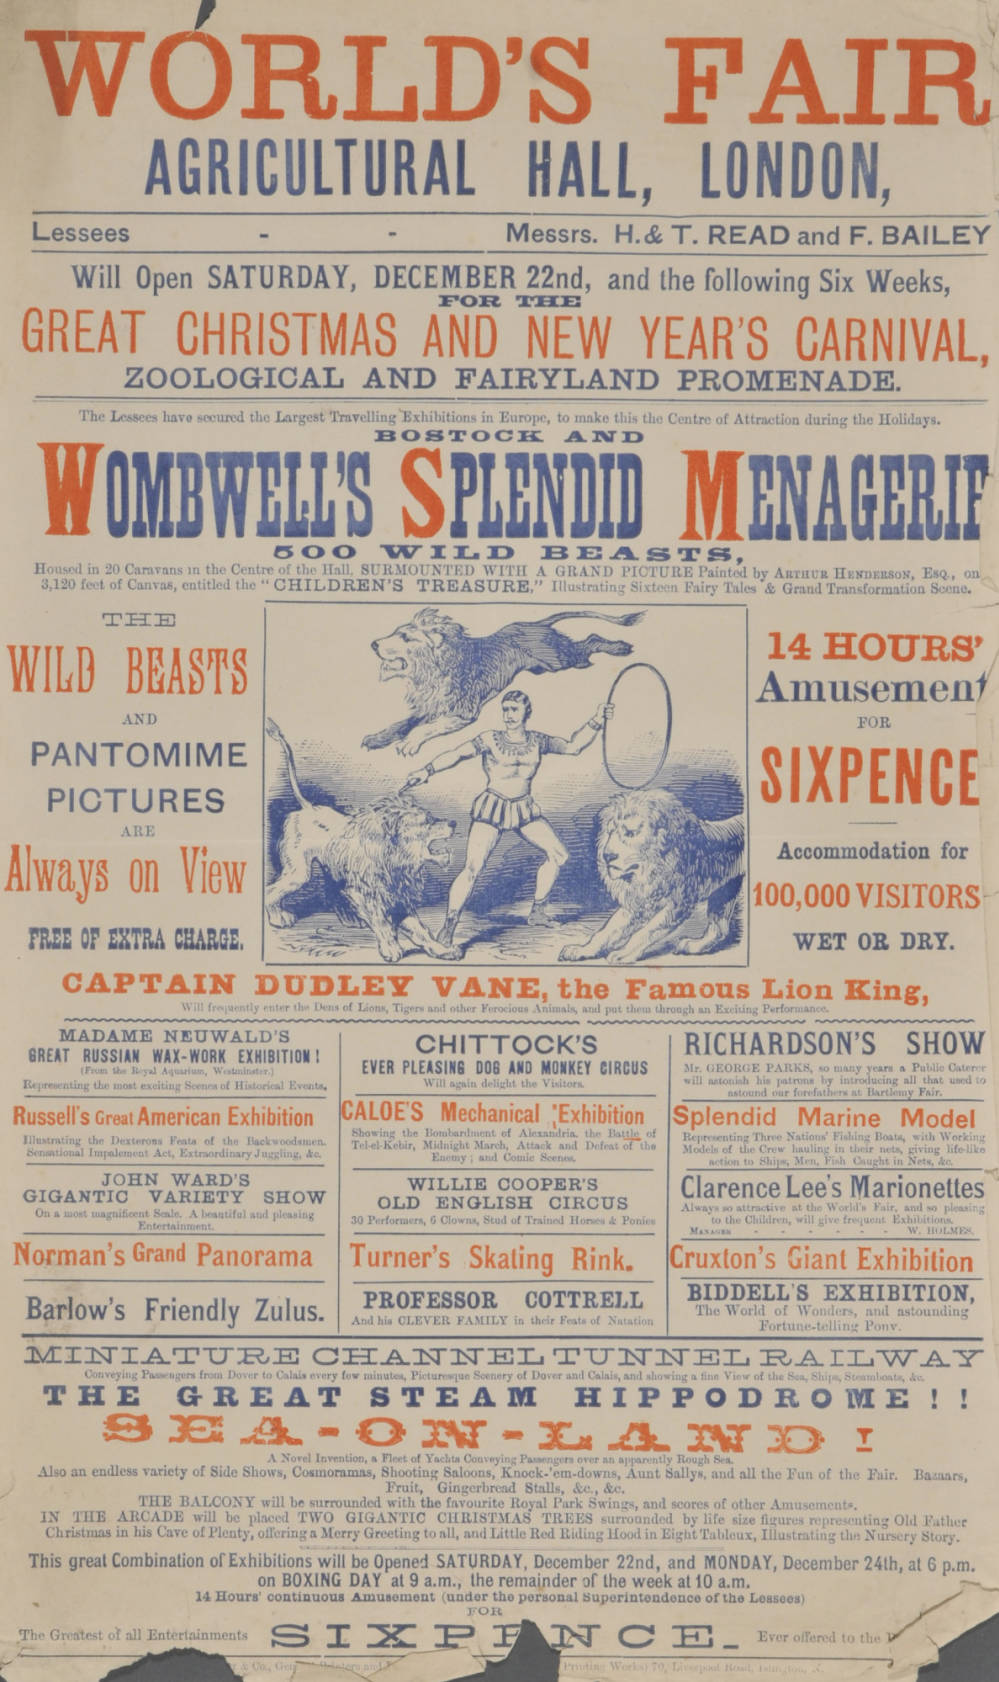 WORLD'S FAIR
AGRICULTURAL HALL, LONDON,
Lessees - - Messrs. H. & T. READ and F. BAILEY
Will Open SATURDAY, DECEMBER 22nd, and the following Six Weeks,
FOR THE
GREAT CHRISTMAS AND NEW YEAR'S CARNIVAL,
ZOOLOGICAL AND FAIRYLAND PROMENADE.
The Lessees have secured the Largest Travelling Exhibitions in Europe, to make this the Centre of Attraction during the Holidays.
BOSTOCK AND
WOMBWELL'S SPLENDID MENAGERIE
500 WILD BEASTS,
Housed in 20 Caravans in the Centre of the Hall, SURMOUNTED WITH A GRAND PICTURE Painted by ARTHUR HENDERSON, ESQ., on
3,120 feet of Canvas, entitled the "CHILDREN'S TREASURE," Illustrating Sixteen Fairy Tales & Grand Transformation Scene.
THE
WILD BEASTS
AND
PANTOMIME
PICTURES
ARE
Always on View
FREE OF EXTRA CHARGE.
14 HOURS'
Amusement
FOR
SIXPENCE
Accommodation for
100,000 VISITORS
WET OR DRY.
CAPTAIN DUDLEY VANE, the Famous Lion King,
Will frequently enter the Dens of Lions, Tigers and other Ferocious Animals, and put them through an Exciting Performance.
MADAME NEUWALD'S
GREAT RUSSIAN WAX-WORK EXHIBITION!
(From the Royal Aquarium, Westminster.)
Representing the most exciting Scenes of Historical Events,
Russell's Great American Exhibition
Illustrating the Dexterous Feats of the Backwoodsmen.
Sensational Impalement Act, Extraordinary Juggling, &c.
JOHN WARD'S
GIGANTIC VARIETY SHOW
On a most magnificent Scale. A beautiful and pleasing
Entertainment.
Norman's Grand Panorama
Barlow's Friendly Zulus.
CHITTOCK'S
EVER PLEASING DOG AND MONKEY CIRCUS
Will again delight the Visitors.
CALOE'S Mechanical Exhibition
Showing the Bombardment of Alexandria, the Battle of
Tel-el-Kebir, Midnight March, Attack and Defeat of the
Enemy; and Comic Scenes.
WILLIE COOPER'S
OLD ENGLISH CIRCUS
30 Performers, 6 Clowns, Stud of Trained Horses & Ponies
Turner's Skating Rink.
PROFESSOR COTTRELL
And his CLEVER FAMILY in their Feats of Natation
RICHARDSON'S SHOW
Mr. GEORGE PARKS, so many years a Public Caterer
will astonish his patrons by introducing all that used to
astound our forefathers at Bartlemy Fair.
Splendid Marine Model
Representing Three Nations' Fishing Boats, with Working
Models of the Crew hauling in their nets, giving life-like
action to Ships, Men, Fish Caught in Nets, &c.
Clarence Lee's Marionettes
Always so attractive at the World's Fair, and so pleasing
to the Children, will give frequent Exhibitions.
MANAGER - - - - - - W. HOLMES.
Cruxton's Giant Exhibition
BIDDELL'S EXHIBITION,
The World of Wonders, and astounding
Fortune-telling Pony.
MINIATURE CHANNEL TUNNEL RAILWAY
Conveying Passengers from Dover to Calais every few minutes, Picturesque Scenery of Dover and Calais, and showing a fine View of the Sea, Ships, Steamboats, &c.
THE GREAT STEAM HIPPODROME!!
SEA-ON-LAND!
A Novel Invention, a Fleet of Yachts Conveying Passengers over an apparently Rough Sea.
Also an endless variety of Side Shows, Cosmoramas, Shooting Saloons, Knock-'em-downs, Aunt Sallys, and all the Fun of the Fair. Bazaars,
Fruit, Gingerbread Stalls, &c., &c.
THE BALCONY will be surrounded with the favourite Royal Park Swings, and scores of other Amusements.
IN THE ARCADE will be placed TWO GIGANTIC CHRISTMAS TREES surrounded by life size figures representing Old Father
Christmas in his Cave of Plenty, offering a Merry Greeting to all, and Little Red Riding Hood in Eight Tableux, Illustrating the Nursery Story.
This great Combination of Exhibitions will be Opened SATURDAY, December 22nd, and MONDAY, December 24th, at 6 p.m.
on BOXING DAY at 9 a.m., the remainder of the week at 10 a.m.
14 Hours' continuous Amusement (under the personal Superintendence of the Lessees)
FOR
The Greatest of all Entertainments SIXPENCE. Ever offered to the
& Co., Printing Works) 70, Liverpool Road, Islington, N.